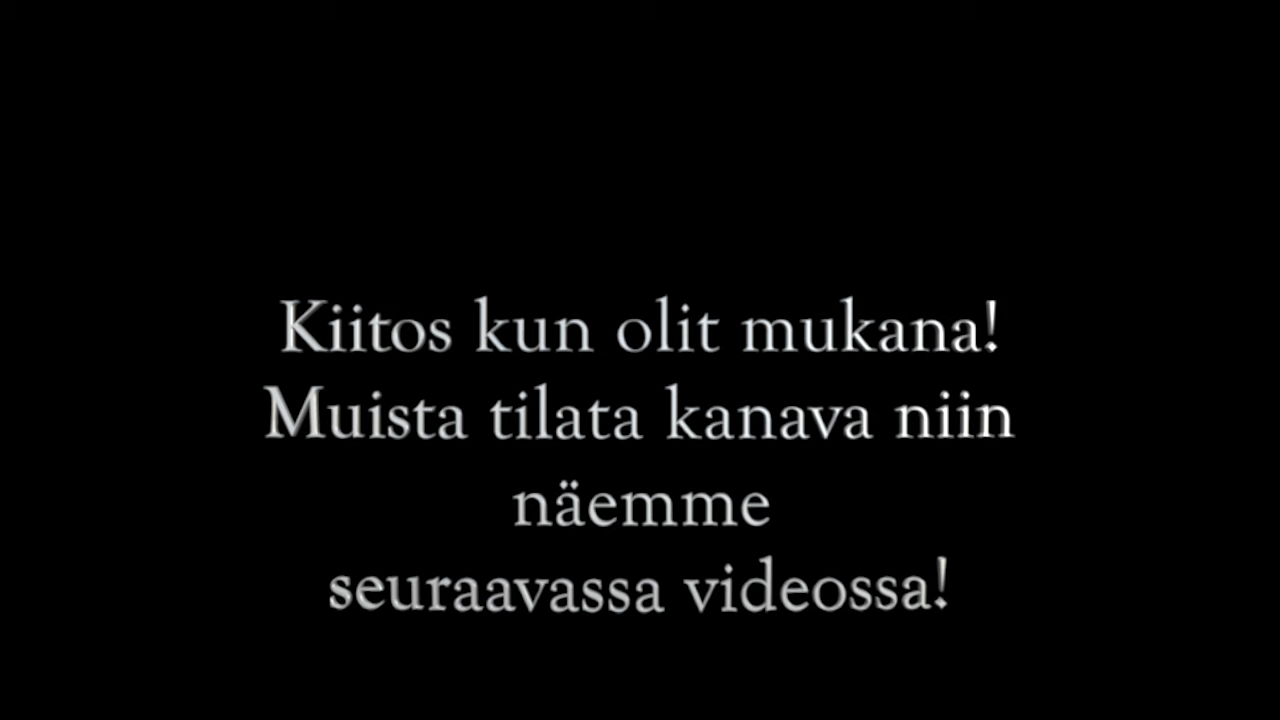 Kiitos kun olit mukana!
Muista tilata kanava niin
näemme
seuraavassa videossa!